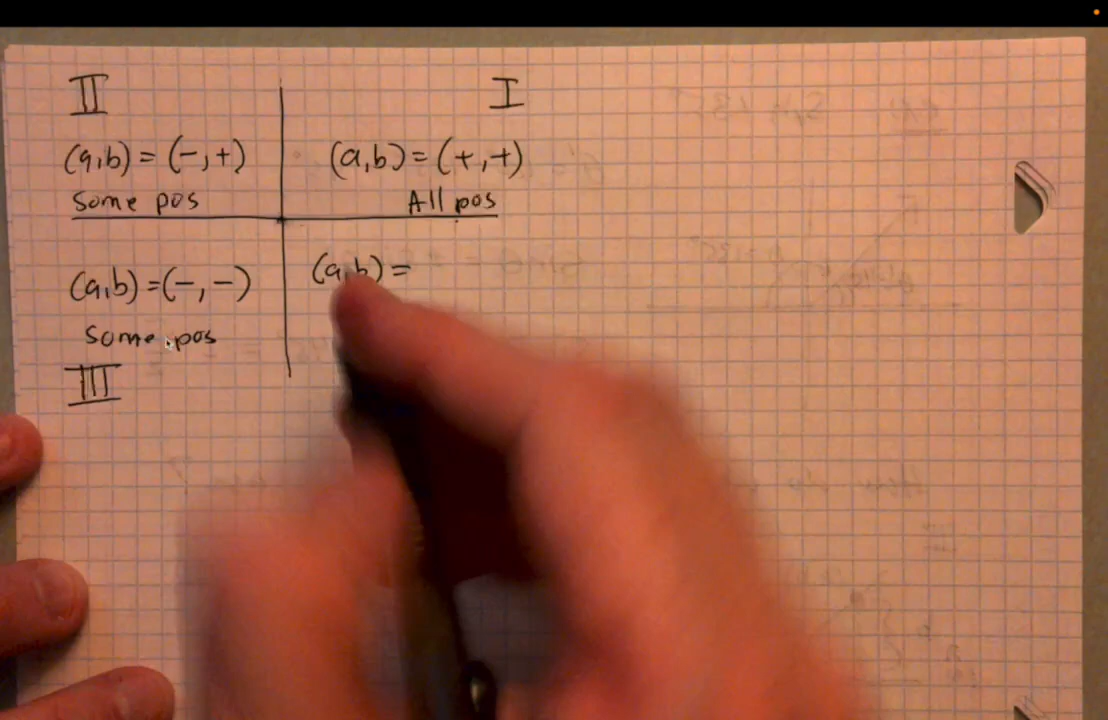 II
I
(a,b) = (-,+)
(a,b) = (+,+)
Some pos
All pos
(a,b) = (-,-)
(a,b) =
Some pos
III